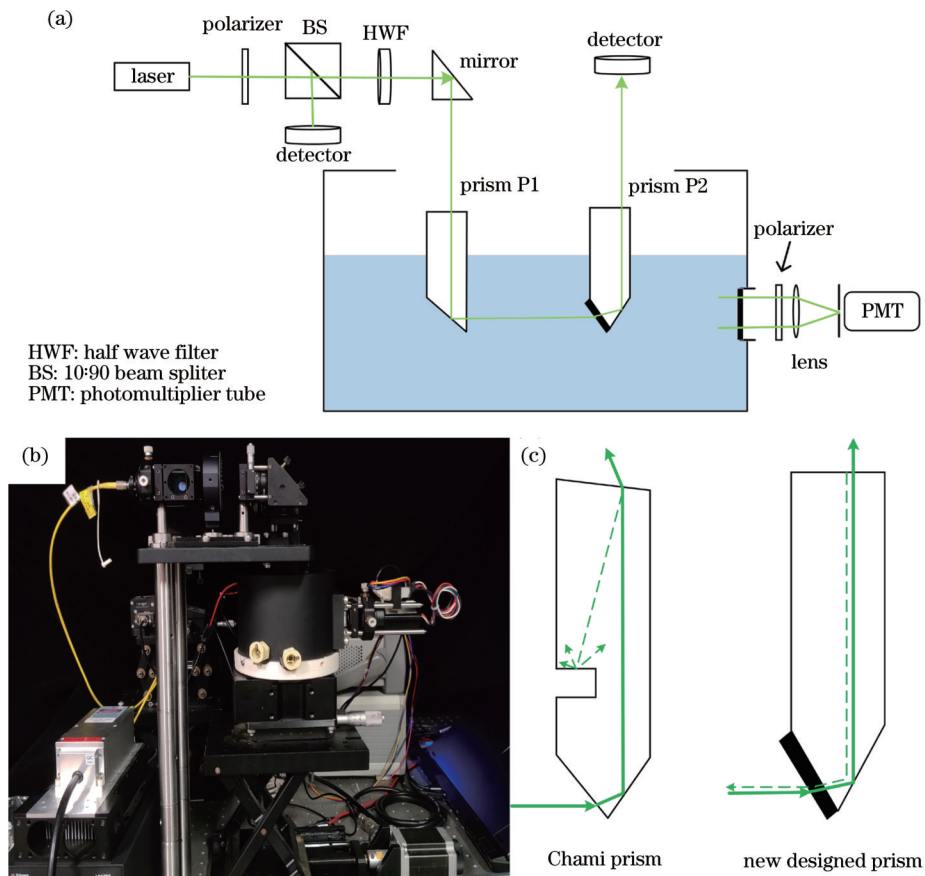 (a)
polarizer
BS
HWF
detector
laser
mirror
detector
prism P1
prism P2
polarizer
PMT
lens
HWF: half wave filter
BS: 10:90 beam spliter
PMT: photomultiplier tube
(b)
(c)
Chami prism
new designed prism